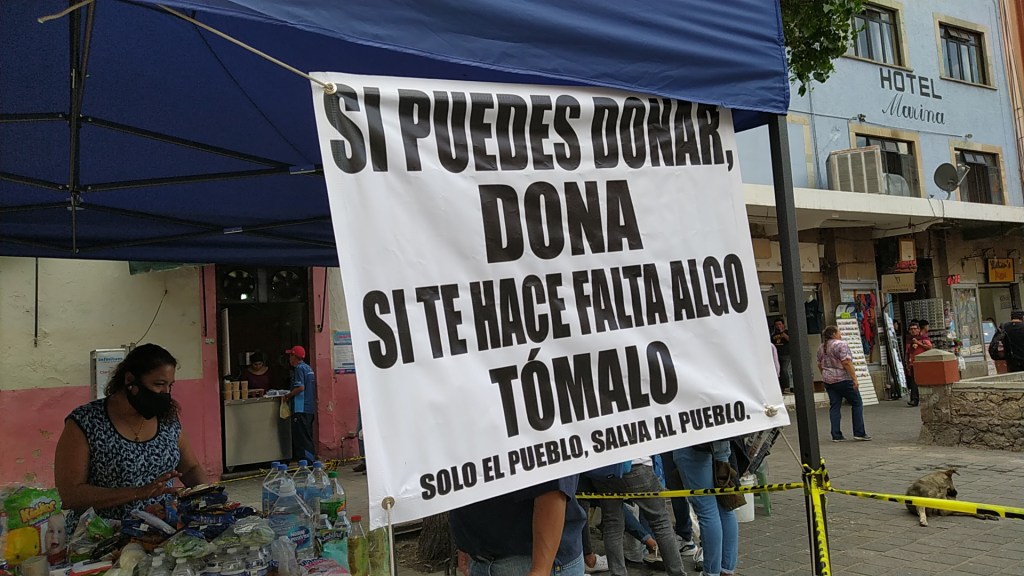 SI PUEDES DONAR,
DONA
SI TE HACE FALTA ALGO
TÓMALO
SOLO EL PUEBLO, SALVA AL PUEBLO.
HOTEL
Marina